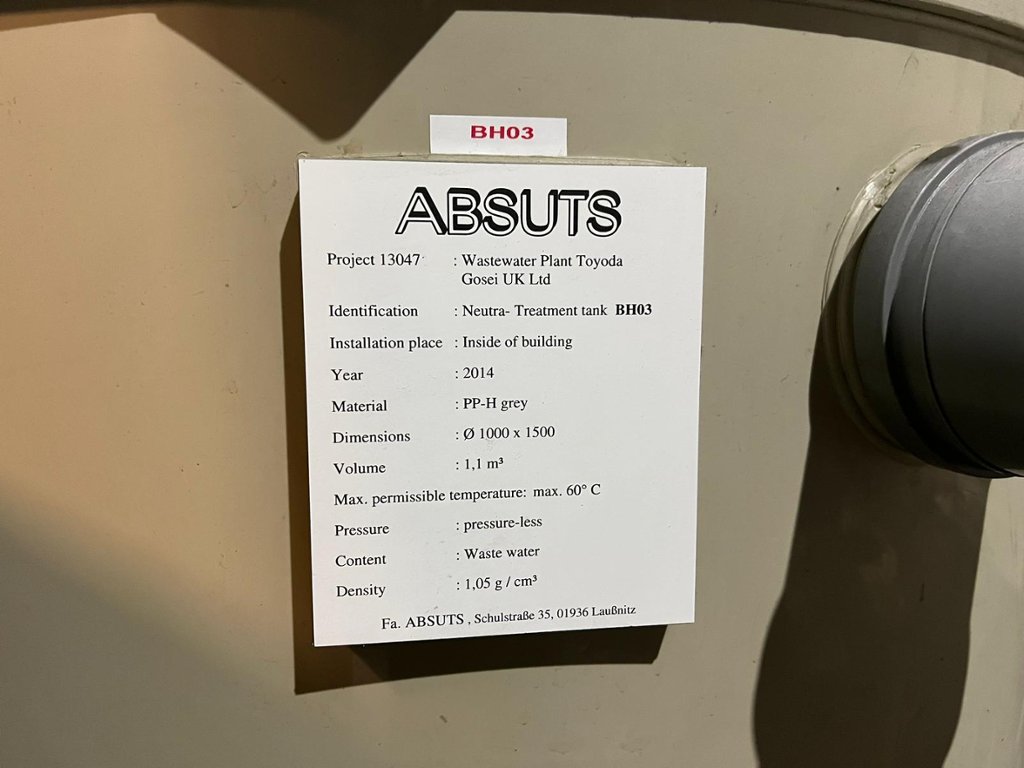 BH03
ABSUTS
Project 13047 : Wastewater Plant Toyoda
Gosei UK Ltd
Identification : Neutra- Treatment tank BH03
Installation place : Inside of building
Year : 2014
Material : PP-H grey
Dimensions : Ø 1000 x 1500
Volume : 1,1 m³
Max. permissible temperature: max. 60° C
Pressure : pressure-less
Content : Waste water
Density : 1,05 g / cm³
Fa. ABSUTS , Schulstraße 35, 01936 Laußnitz